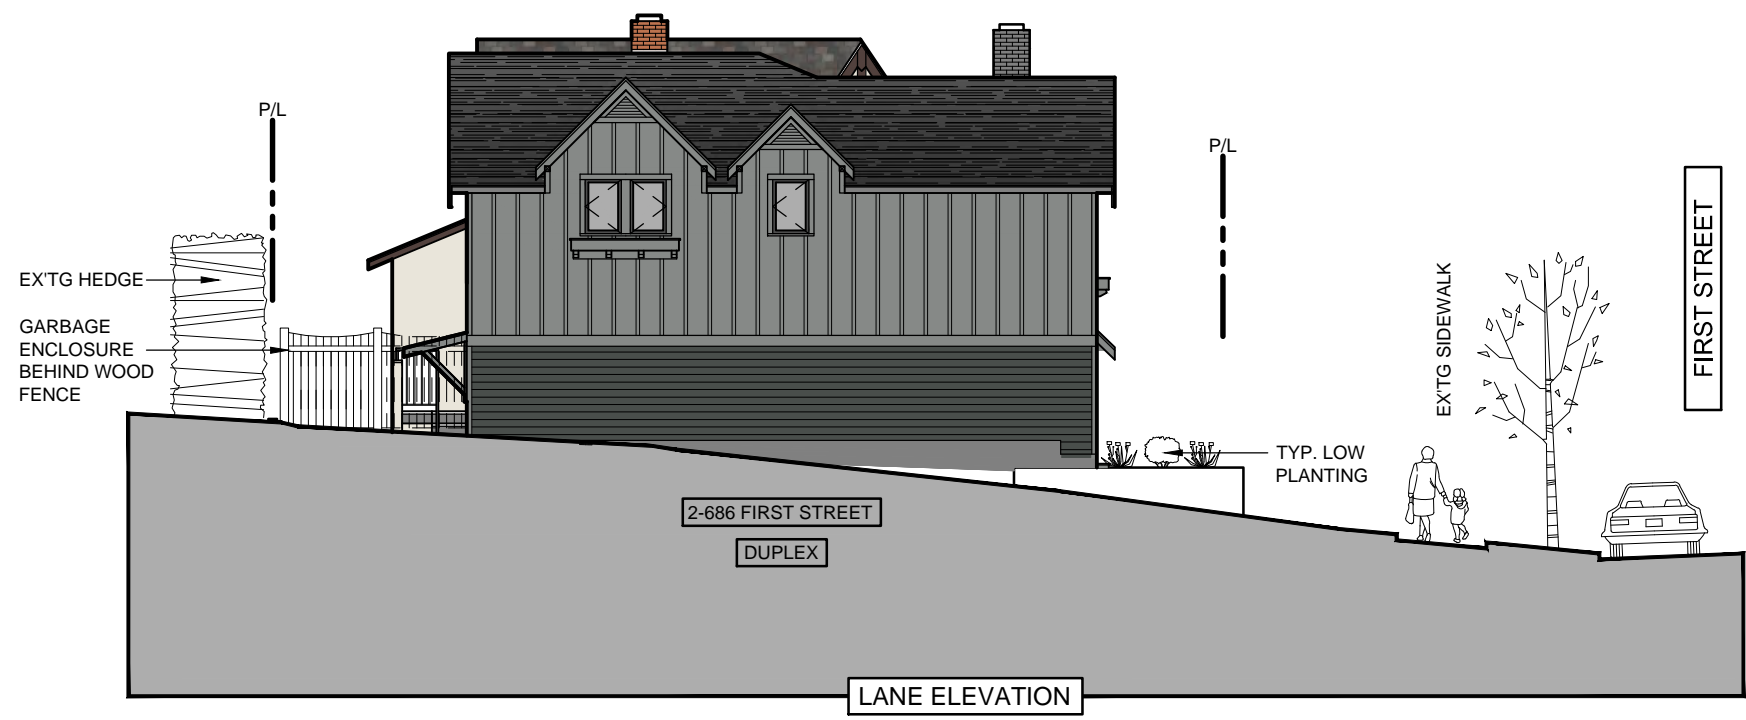 P/L
P/L
EX'TG HEDGE
GARBAGE
ENCLOSURE
BEHIND WOOD
FENCE
EX'TG SIDEWALK
FIRST STREET
TYP. LOW
PLANTING
2-686 FIRST STREET
DUPLEX
LANE ELEVATION